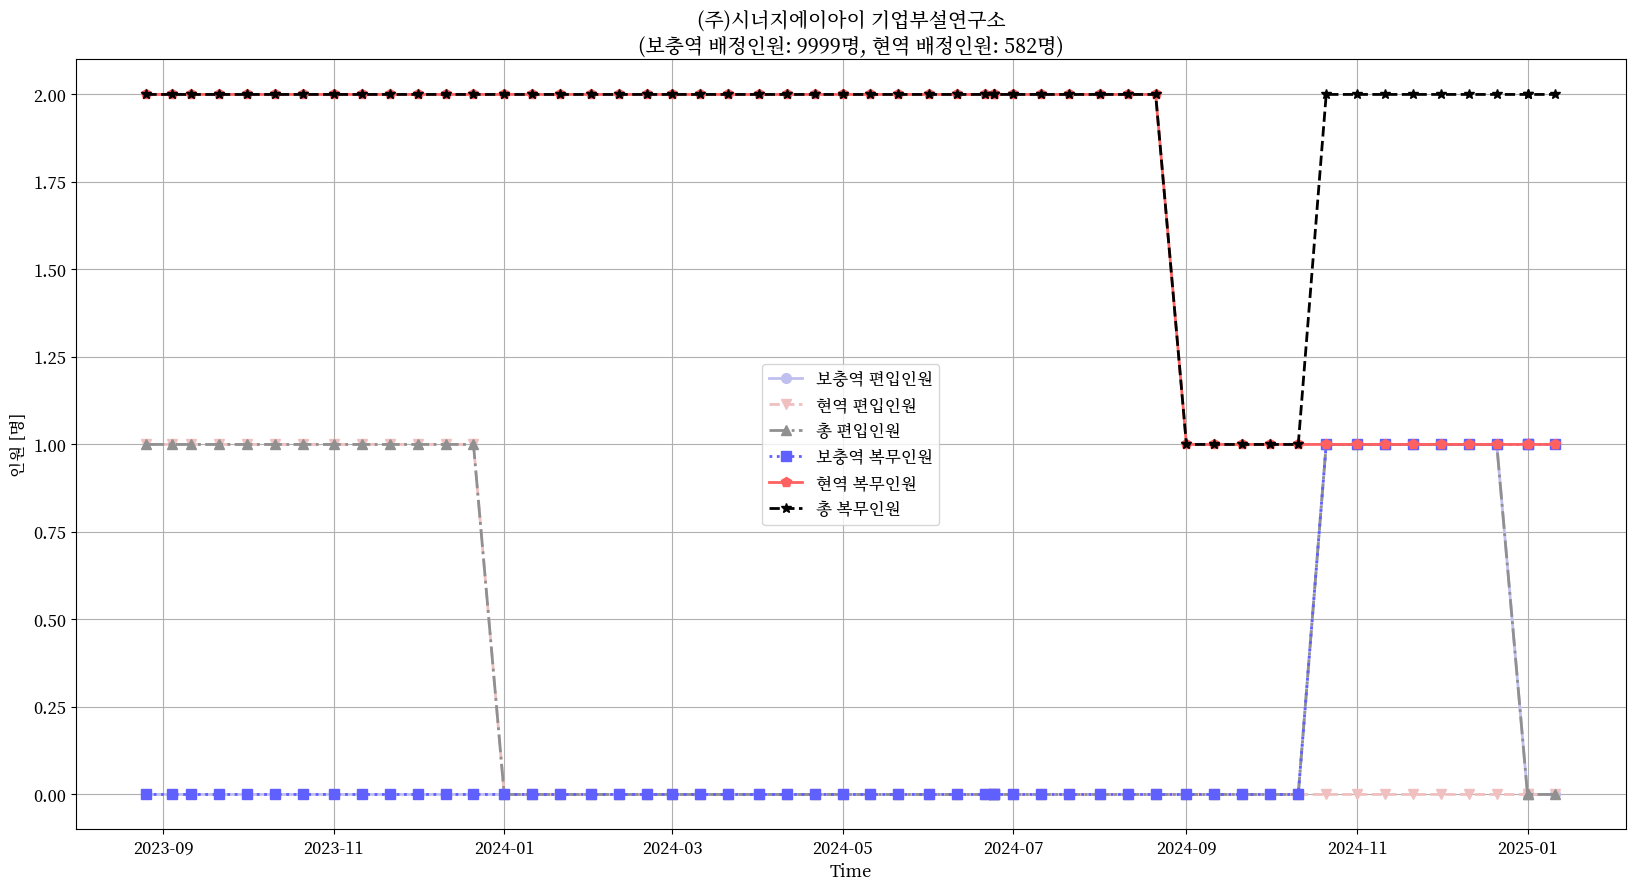 (주)시너지에이아이 기업부설연구소
(보충역 배정인원: 9999명, 현역 배정인원: 582명)
2.00
1.75
1.50
1.25
1.00
0.75
0.50
0.25
0.00
인원 [명]
보충역 편입인원
현역 편입인원
총 편입인원
보충역 복무인원
현역 복무인원
총 복무인원
2023-09
2023-11
2024-01
2024-03
2024-05
2024-07
2024-09
2024-11
2025-01
Time